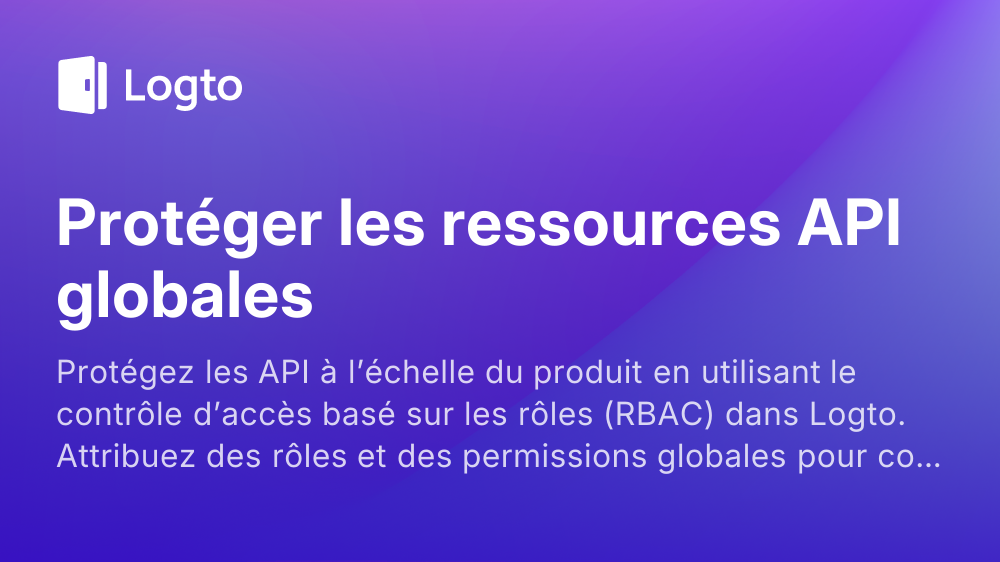 Logto
Protéger les ressources API
globales
Protégez les API à l’échelle du produit en utilisant le
contrôle d’accès basé sur les rôles (RBAC) dans Logto.
Attribuez des rôles et des permissions globales pour co...